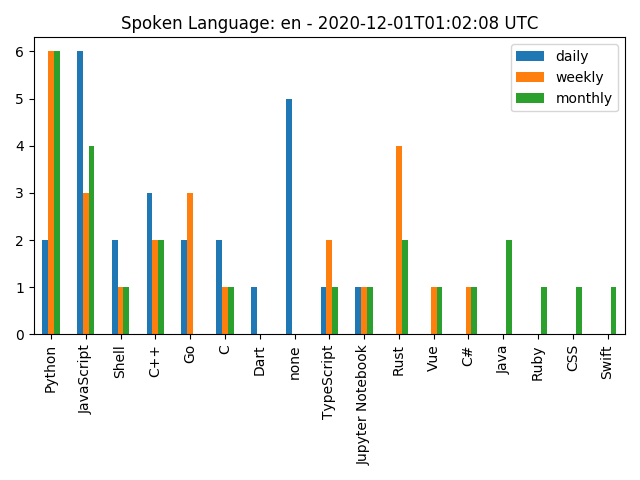 Spoken Language: en - 2020-12-01T01:02:08 UTC
daily
weekly
monthly
6
5
4
3
2
1
0
Python
JavaScript
Shell
C++
Go
C
Dart
none
TypeScript
Jupyter Notebook
Rust
Vue
C#
Java
Ruby
CSS
Swift